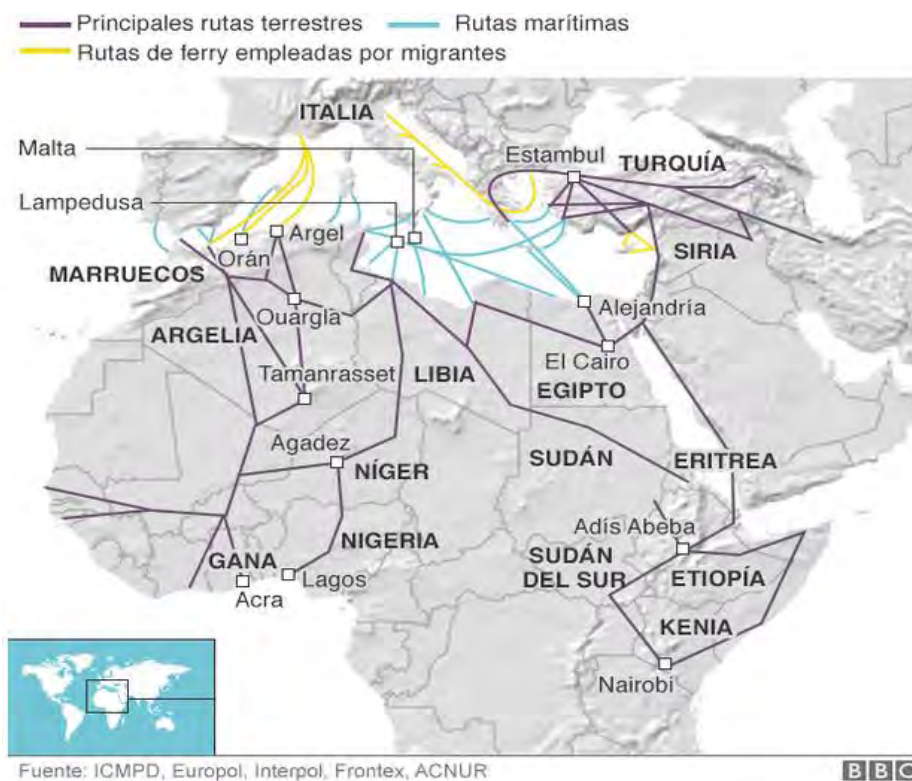 Principales rutas terrestres
Rutas marítimas
Rutas de ferry empleadas por migrantes
ITALIA
Malta
Estambul
TURQUÍA
Lampedusa
Orán
Argel
SIRIA
MARRUECOS
Ouargla
Alejandría
ARGELIA
El Cairo
Tamanrasset
LIBIA
EGIPTO
Agadez
NÍGER
SUDÁN
ERITREA
Adís Abeba
NIGERIA
GANA
SUDÁN
DEL SUR
ETIOPÍA
Lagos
Acra
KENIA
Nairobi
Fuente: ICMPD, Europol, Interpol, Frontex, ACNUR
BBC